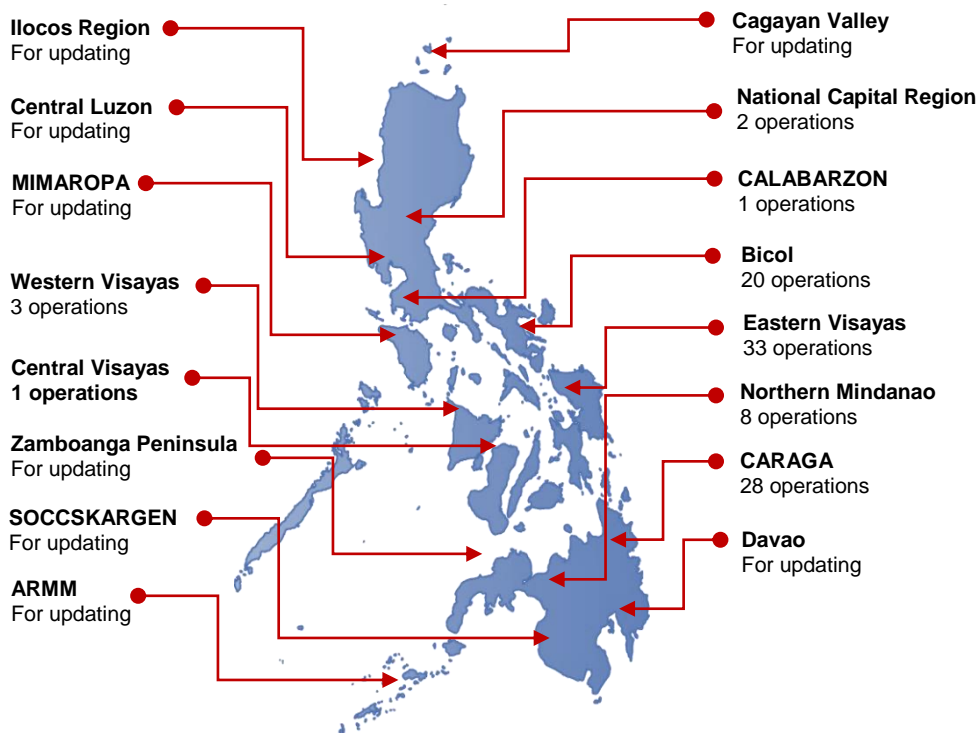 Ilocos Region
For updating
Central Luzon
For updating
MIMAROPA
For updating
Western Visayas
3 operations
Central Visayas
1 operations
Zamboanga Peninsula
For updating
SOCCSKARGEN
For updating
ARMM
For updating
Cagayan Valley
For updating
National Capital Region
2 operations
CALABARZON
1 operations
Bicol
20 operations
Eastern Visayas
33 operations
Northern Mindanao
8 operations
CARAGA
28 operations
Davao
For updating